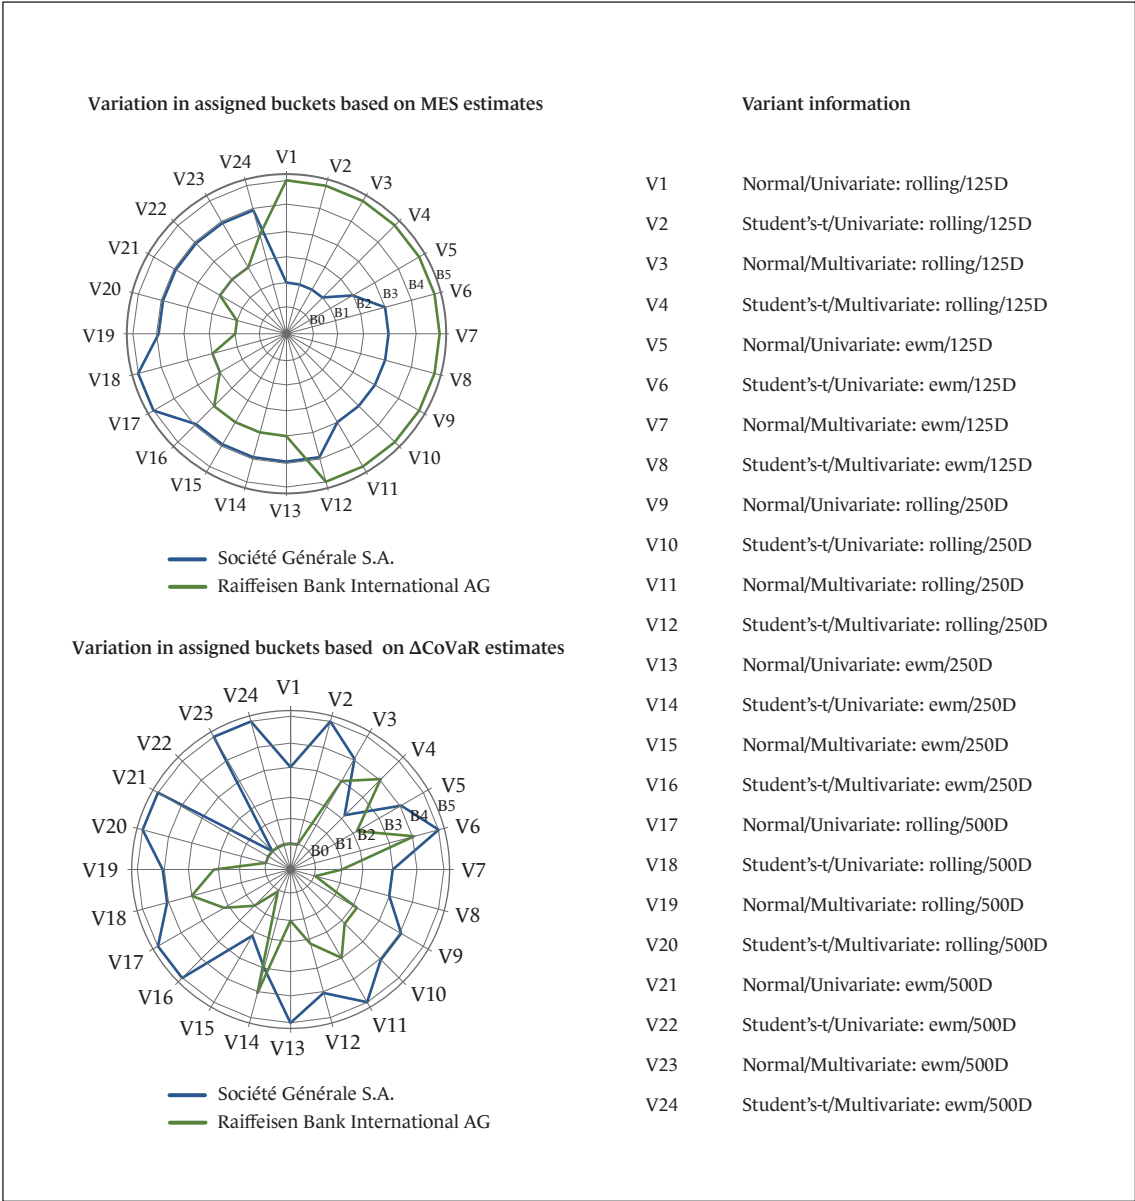 Variation in assigned buckets based on MES estimates
V1
V2
V3
V4
V5
V6
V7
V8
V9
V10
V11
V12
V13
V14
V15
V16
V17
V18
V19
V20
V21
V22
V23
V24
B0
B1
B2
B3
B4
B5
Société Générale S.A.
Raiffeisen Bank International AG
Variation in assigned buckets based on ΔCoVaR estimates
V1
V2
V3
V4
V5
V6
V7
V8
V9
V10
V11
V12
V13
V14
V15
V16
V17
V18
V19
V20
V21
V22
V23
V24
B0
B1
B2
B3
B4
B5
Société Générale S.A.
Raiffeisen Bank International AG
Variant information
V1 Normal/Univariate: rolling/125D
V2 Student's-t/Univariate: rolling/125D
V3 Normal/Multivariate: rolling/125D
V4 Student's-t/Multivariate: rolling/125D
V5 Normal/Univariate: ewm/125D
V6 Student's-t/Univariate: ewm/125D
V7 Normal/Multivariate: ewm/125D
V8 Student's-t/Multivariate: ewm/125D
V9 Normal/Univariate: rolling/250D
V10 Student's-t/Univariate: rolling/250D
V11 Normal/Multivariate: rolling/250D
V12 Student's-t/Multivariate: rolling/250D
V13 Normal/Univariate: ewm/250D
V14 Student's-t/Univariate: ewm/250D
V15 Normal/Multivariate: ewm/250D
V16 Student's-t/Multivariate: ewm/250D
V17 Normal/Univariate: rolling/500D
V18 Student's-t/Univariate: rolling/500D
V19 Normal/Multivariate: rolling/500D
V20 Student's-t/Multivariate: rolling/500D
V21 Normal/Univariate: ewm/500D
V22 Student's-t/Univariate: ewm/500D
V23 Normal/Multivariate: ewm/500D
V24 Student's-t/Multivariate: ewm/500D